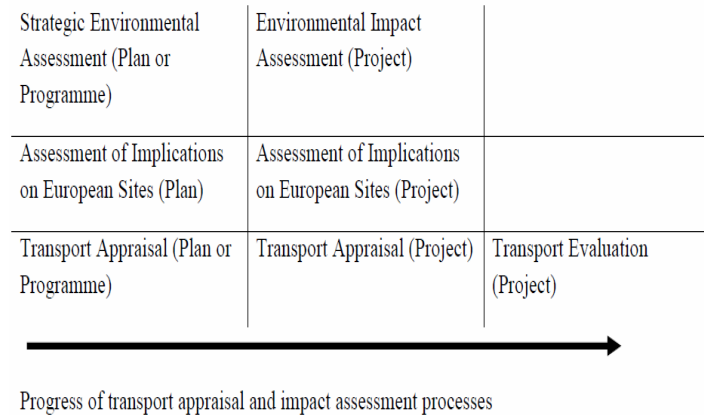 Strategic Environmental
Assessment (Plan or
Programme)
Environmental Impact
Assessment (Project)
Assessment of Implications
on European Sites (Plan)
Assessment of Implications
on European Sites (Project)
Transport Appraisal (Plan or
Programme)
Transport Appraisal (Project)
Transport Evaluation
(Project)
Progress of transport appraisal and impact assessment processes